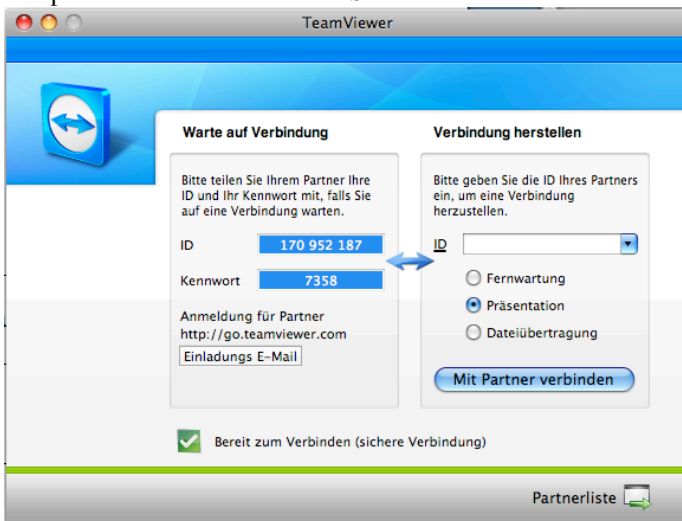 TeamViewer
Warte auf Verbindung
Bitte teilen Sie Ihrem Partner Ihre
ID und Ihr Kennwort mit, falls Sie
auf eine Verbindung warten.
ID 170 952 187
Kennwort 7358
Anmeldung für Partner
http://go.teamviewer.com
Einladungs E-Mail
Verbindung herstellen
Bitte geben Sie die ID Ihres Partners
ein, um eine Verbindung
herzustellen.
ID
Fernwartung
Präsentation
Dateiübertragung
Mit Partner verbinden
Bereit zum Verbinden (sichere Verbindung)
Partnerliste